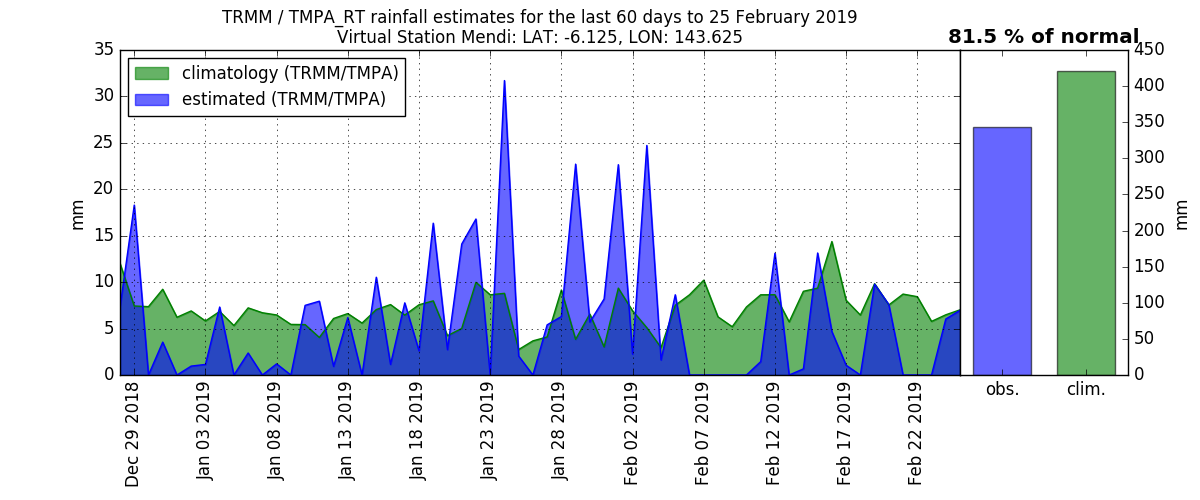 TRMM / TMPA_RT rainfall estimates for the last 60 days to 25 February 2019
Virtual Station Mendi: LAT: -6.125, LON: 143.625
81.5 % of normal
climatology (TRMM/TMPA)
estimated (TRMM/TMPA)
mm
35
30
25
20
15
10
5
0
Dec 29 2018
Jan 03 2019
Jan 08 2019
Jan 13 2019
Jan 18 2019
Jan 23 2019
Jan 28 2019
Feb 02 2019
Feb 07 2019
Feb 12 2019
Feb 17 2019
Feb 22 2019
obs.
clim.
450
400
350
300
250
200
150
100
50
0
mm